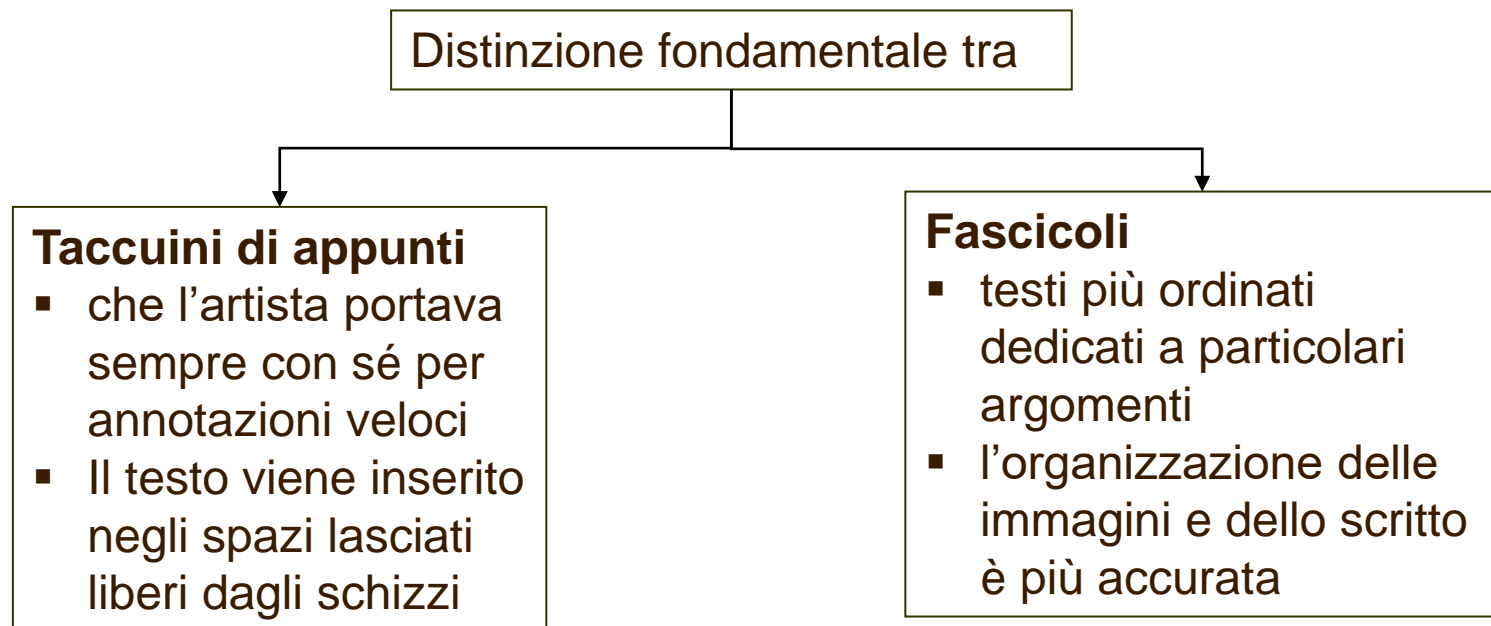 Distinzione fondamentale tra
Taccuini di appunti
▪ che l’artista portava
sempre con sé per
annotazioni veloci
▪ Il testo viene inserito
negli spazi lasciati
liberi dagli schizzi
Fascicoli
▪ testi più ordinati
dedicati a particolari
argomenti
▪ l’organizzazione delle
immagini e dello scritto
è più accurata